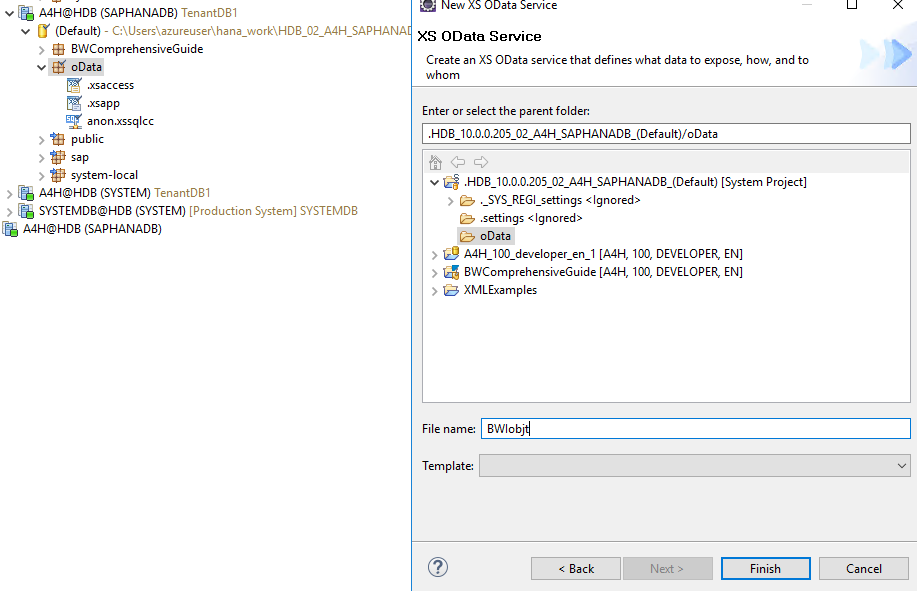 A4H@HDB (SAPHANADB) TenantDB1
(Default) - C:\Users\azureuser\hana_work\HDB_02_A4H_SAPHANAD
BWComprehensiveGuide
oData
.xsaccess
.xsapp
anon.xssqlcc
public
sap
system-local
A4H@HDB (SYSTEM) TenantDB1
SYSTEMDB@HDB (SYSTEM) [Production System] SYSTEMDB
A4H@HDB (SAPHANADB)
New XS OData Service
XS OData Service
Create an XS OData service that defines what data to expose, how, and to
whom
Enter or select the parent folder:
.HDB_10.0.0.205_02_A4H_SAPHANADB_(Default)/oData
.HDB_10.0.0.205_02_A4H_SAPHANADB_(Default) [System Project]
._SYS_REGI_settings <Ignored>
.settings <Ignored>
oData
A4H_100_developer_en_1 [A4H, 100, DEVELOPER, EN]
BWComprehensiveGuide [A4H, 100, DEVELOPER, EN]
XMLExamples
File name: BWIobjt
Template:
?
< Back
Next >
Finish
Cancel